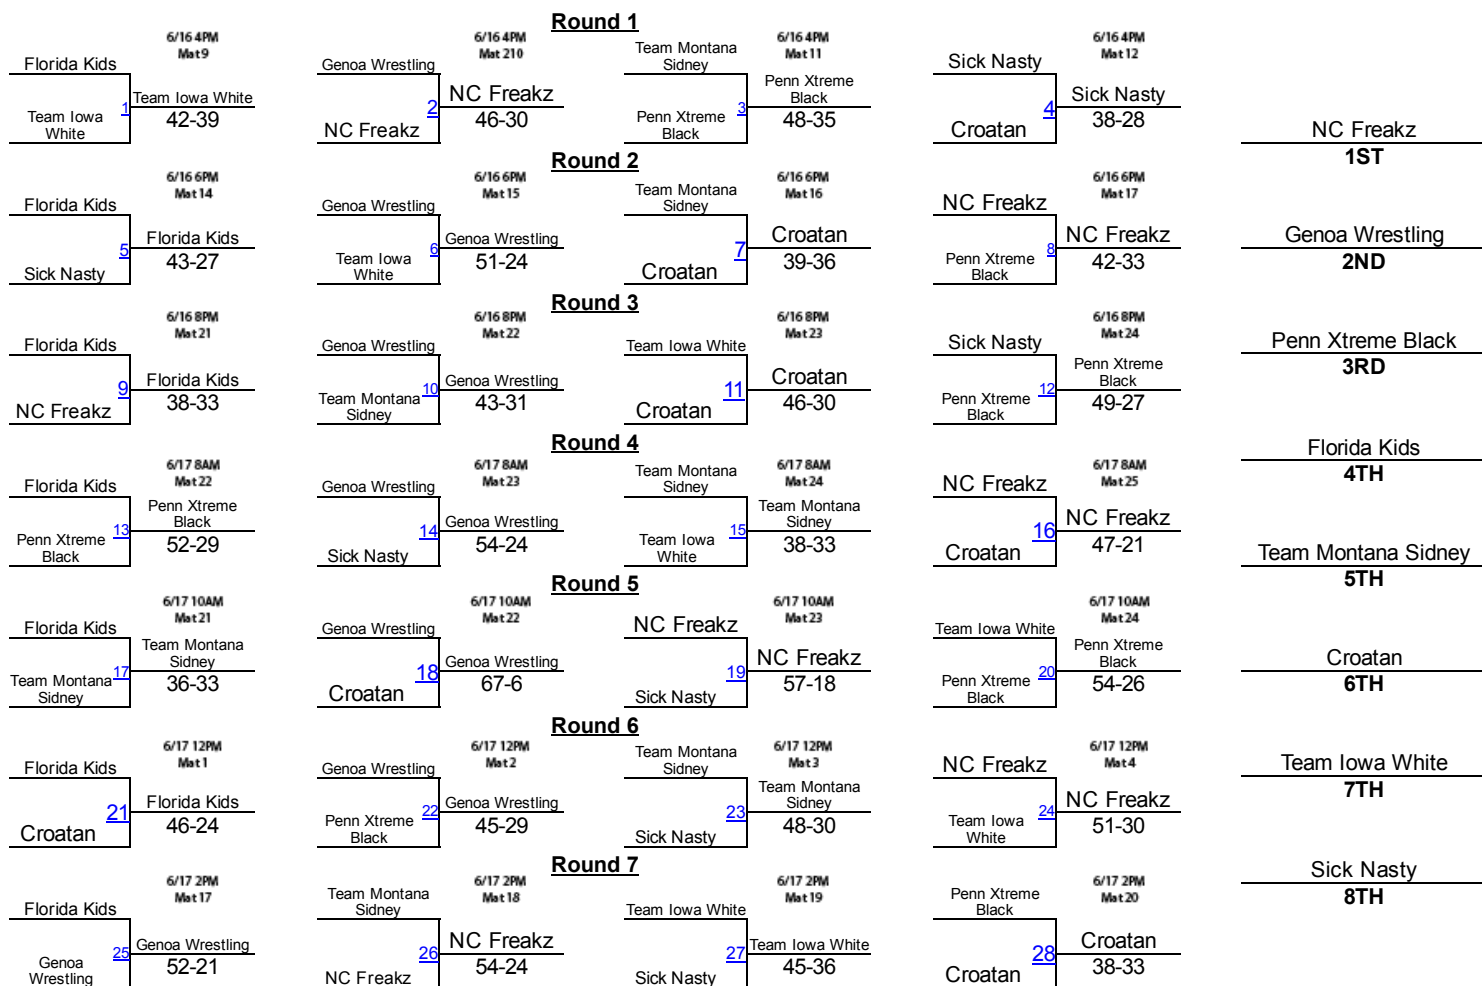 Round 1
6/16 4PM
Mat 9
Florida Kids
1
Team Iowa
White
Team Iowa White
42-39
6/16 4PM
Mat 210
Genoa Wrestling
2
NC Freakz
NC Freakz
46-30
6/16 4PM
Mat 11
Team Montana
Sidney
3
Penn Xtreme
Black
Penn Xtreme
Black
48-35
6/16 4PM
Mat 12
Sick Nasty
4
Croatan
Sick Nasty
38-28
Round 2
6/16 6PM
Mat 14
Florida Kids
5
Sick Nasty
Florida Kids
43-27
6/16 6PM
Mat 15
Genoa Wrestling
6
Team Iowa
White
Genoa Wrestling
51-24
6/16 6PM
Mat 16
Team Montana
Sidney
7
Croatan
Croatan
39-36
6/16 6PM
Mat 17
NC Freakz
8
Penn Xtreme
Black
NC Freakz
42-33
Round 3
6/16 8PM
Mat 21
Florida Kids
9
NC Freakz
Florida Kids
38-33
6/16 8PM
Mat 22
Genoa Wrestling
10
Team Montana
Sidney
Genoa Wrestling
43-31
6/16 8PM
Mat 23
Team Iowa White
11
Croatan
Croatan
46-30
6/16 8PM
Mat 24
Sick Nasty
12
Penn Xtreme
Black
Penn Xtreme
Black
49-27
Round 4
6/17 8AM
Mat 22
Florida Kids
13
Penn Xtreme
Black
Penn Xtreme
Black
52-29
6/17 8AM
Mat 23
Genoa Wrestling
14
Sick Nasty
Genoa Wrestling
54-24
6/17 8AM
Mat 24
Team Montana
Sidney
15
Team Iowa
White
Team Montana
Sidney
38-33
6/17 8AM
Mat 25
NC Freakz
16
Croatan
NC Freakz
47-21
Round 5
6/17 10AM
Mat 21
Florida Kids
17
Team Montana
Sidney
Team Montana
Sidney
36-33
6/17 10AM
Mat 22
Genoa Wrestling
18
Croatan
Genoa Wrestling
67-6
6/17 10AM
Mat 23
NC Freakz
19
Sick Nasty
NC Freakz
57-18
6/17 10AM
Mat 24
Team Iowa White
20
Penn Xtreme
Black
Penn Xtreme
Black
54-26
Round 6
6/17 12PM
Mat 1
Florida Kids
21
Croatan
Florida Kids
46-24
6/17 12PM
Mat 2
Genoa Wrestling
22
Penn Xtreme
Black
Genoa Wrestling
45-29
6/17 12PM
Mat 3
Team Montana
Sidney
23
Sick Nasty
Team Montana
Sidney
48-30
6/17 12PM
Mat 4
NC Freakz
24
Team Iowa
White
NC Freakz
51-30
Round 7
6/17 2PM
Mat 17
Florida Kids
25
Genoa
Wrestling
Genoa Wrestling
52-21
6/17 2PM
Mat 18
Team Montana
Sidney
26
NC Freakz
NC Freakz
54-24
6/17 2PM
Mat 19
Team Iowa White
27
Sick Nasty
Team Iowa White
45-36
6/17 2PM
Mat 20
Penn Xtreme
Black
28
Croatan
Croatan
38-33
NC Freakz
1ST
Genoa Wrestling
2ND
Penn Xtreme Black
3RD
Florida Kids
4TH
Team Montana Sidney
5TH
Croatan
6TH
Team Iowa White
7TH
Sick Nasty
8TH